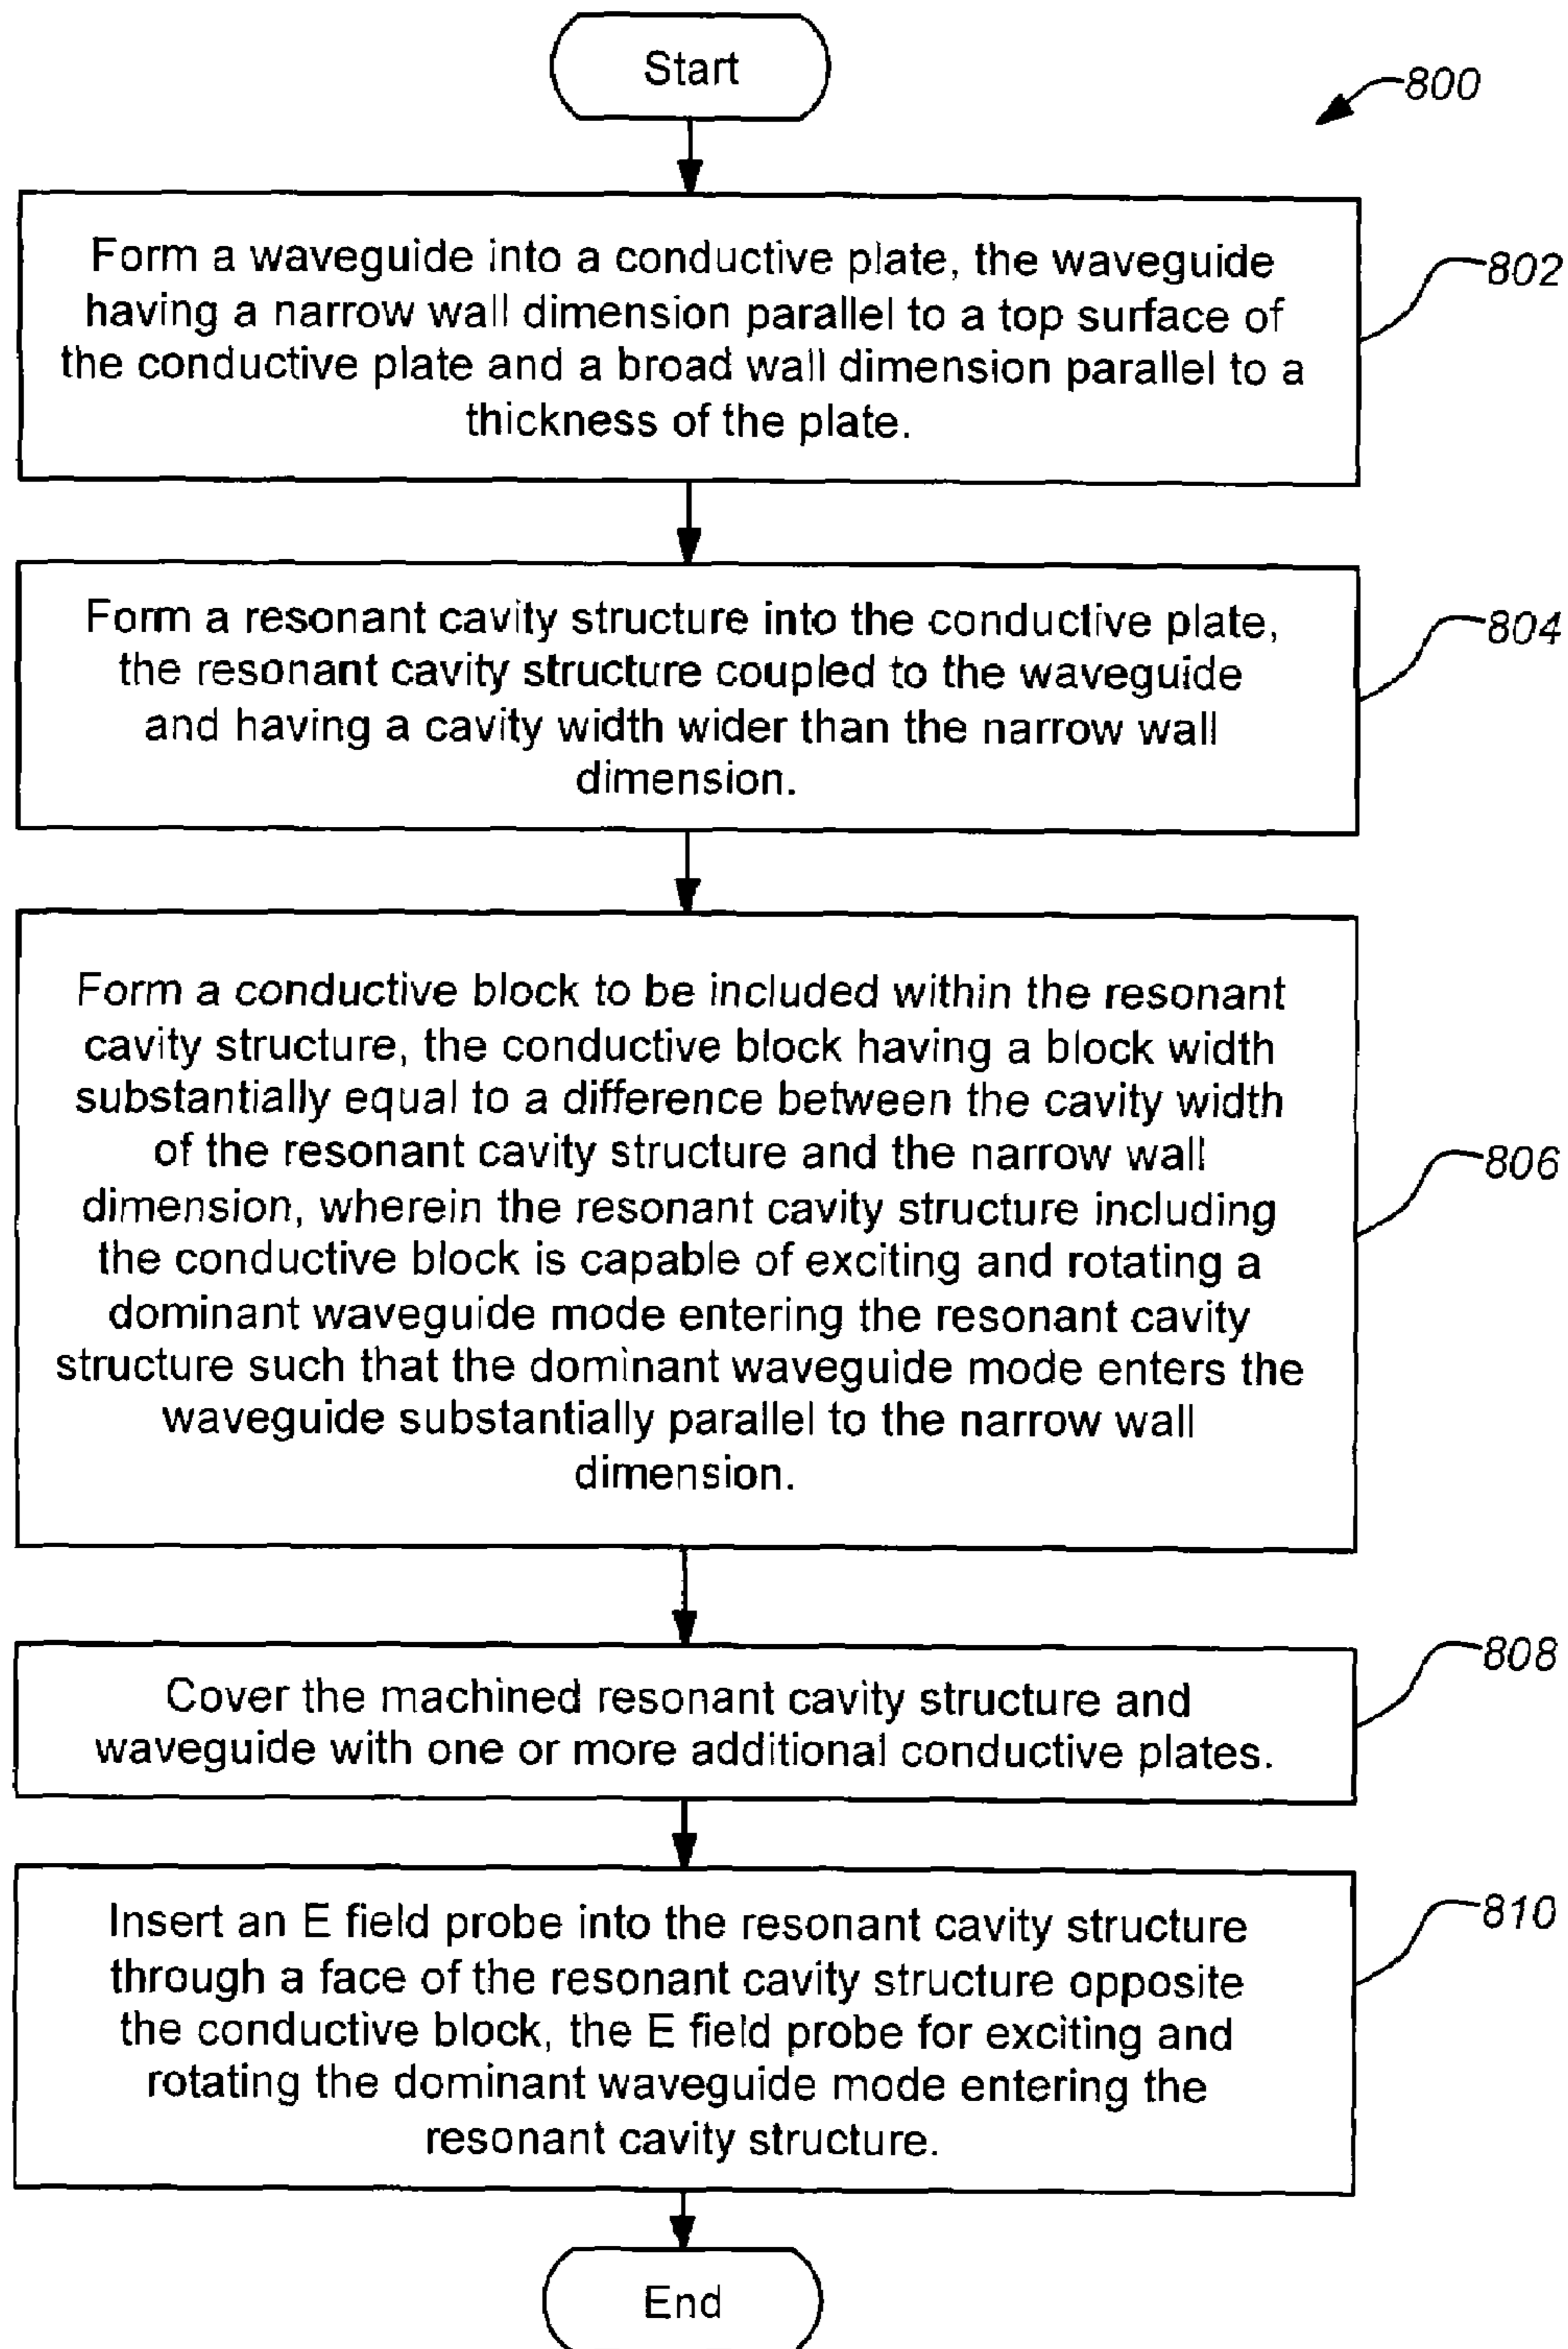 Start
800
Form a waveguide into a conductive plate, the waveguide
having a narrow wall dimension parallel to a top surface of
the conductive plate and a broad wall dimension parallel to a
thickness of the plate.
802
Form a resonant cavity structure into the conductive plate,
the resonant cavity structure coupled to the waveguide
and having a cavity width wider than the narrow wall
dimension.
804
Form a conductive block to be included within the resonant
cavity structure, the conductive block having a block width
substantially equal to a difference between the cavity width
of the resonant cavity structure and the narrow wall
dimension, wherein the resonant cavity structure including
the conductive block is capable of exciting and rotating a
dominant waveguide mode entering the resonant cavity
structure such that the dominant waveguide mode enters the
waveguide substantially parallel to the narrow wall
dimension.
806
Cover the machined resonant cavity structure and
waveguide with one or more additional conductive plates.
808
Insert an E field probe into the resonant cavity structure
through a face of the resonant cavity structure opposite
the conductive block, the E field probe for exciting and
rotating the dominant waveguide mode entering the
resonant cavity structure.
810
End